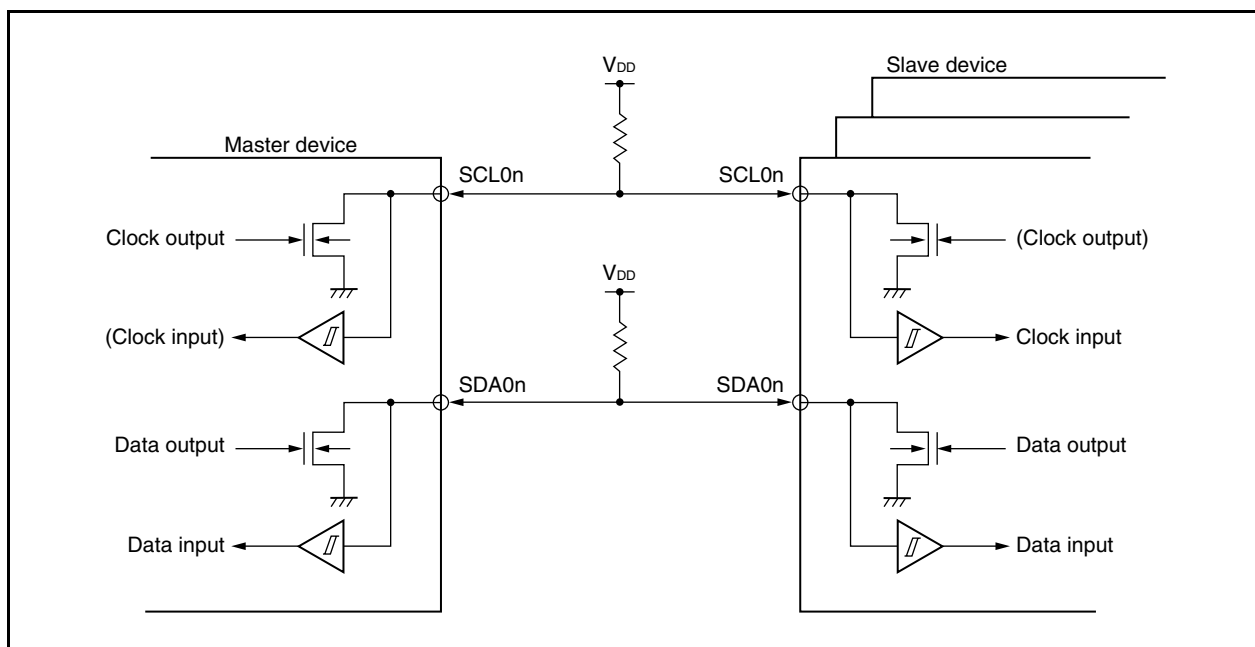 VDD
Slave device
Master device
SCL0n
SCL0n
Clock output
(Clock output)
VDD
(Clock input)
Clock input
SDA0n
SDA0n
Data output
Data output
Data input
Data input